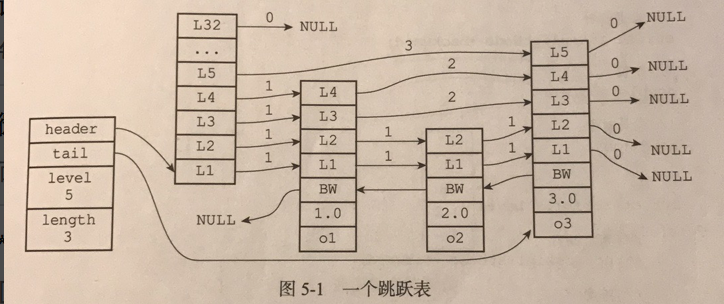 L32
0
NULL
...
L5
3
L4
1
L3
1
L2
1
L1
1
header
tail
level
5
length
3
L4
2
L3
2
L2
1
L1
1
BW
1.0
o1
NULL
L2
1
L1
1
BW
2.0
o2
L5
0
NULL
L4
0
NULL
L3
0
NULL
L2
0
NULL
L1
0
NULL
BW
3.0
o3
图 5-1 一个跳跃表